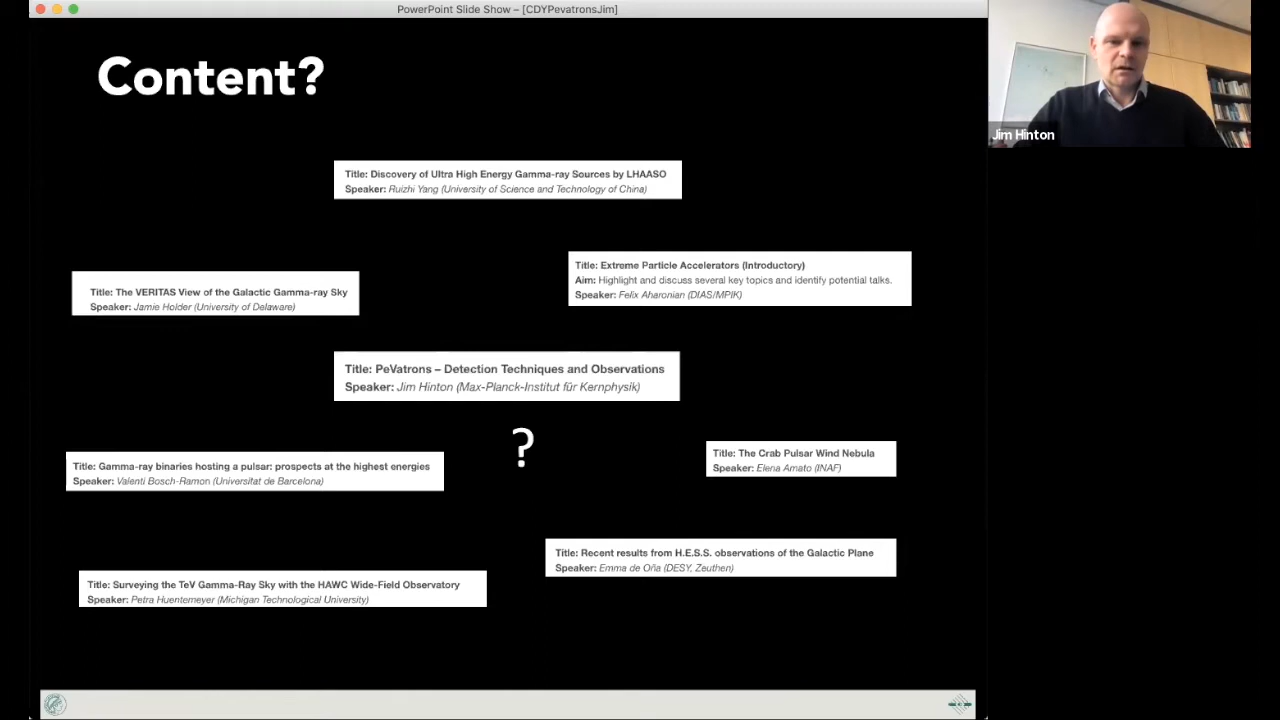 PowerPoint Slide Show – [CDYPevatronsJim]
Content?
Jim Hinton
Title: Discovery of Ultra High Energy Gamma-ray Sources by LHAASO
Speaker: Ruizhi Yang (University of Science and Technology of China)
Title: Extreme Particle Accelerators (Introductory)
Aim: Highlight and discuss several key topics and identify potential talks.
Speaker: Felix Aharonian (DIAS/MPIK)
Title: The VERITAS View of the Galactic Gamma-ray Sky
Speaker: Jamie Holder (University of Delaware)
Title: PeVatrons – Detection Techniques and Observations
Speaker: Jim Hinton (Max-Planck-Institut für Kernphysik)
?
Title: The Crab Pulsar Wind Nebula
Speaker: Elena Amato (INAF)
Title: Gamma-ray binaries hosting a pulsar: prospects at the highest energies
Speaker: Valenti Bosch-Ramon (Universitat de Barcelona)
Title: Recent results from H.E.S.S. observations of the Galactic Plane
Speaker: Emma de Oña (DESY, Zeuthen)
Title: Surveying the TeV Gamma-Ray Sky with the HAWC Wide-Field Observatory
Speaker: Petra Huentemeyer (Michigan Technological University)